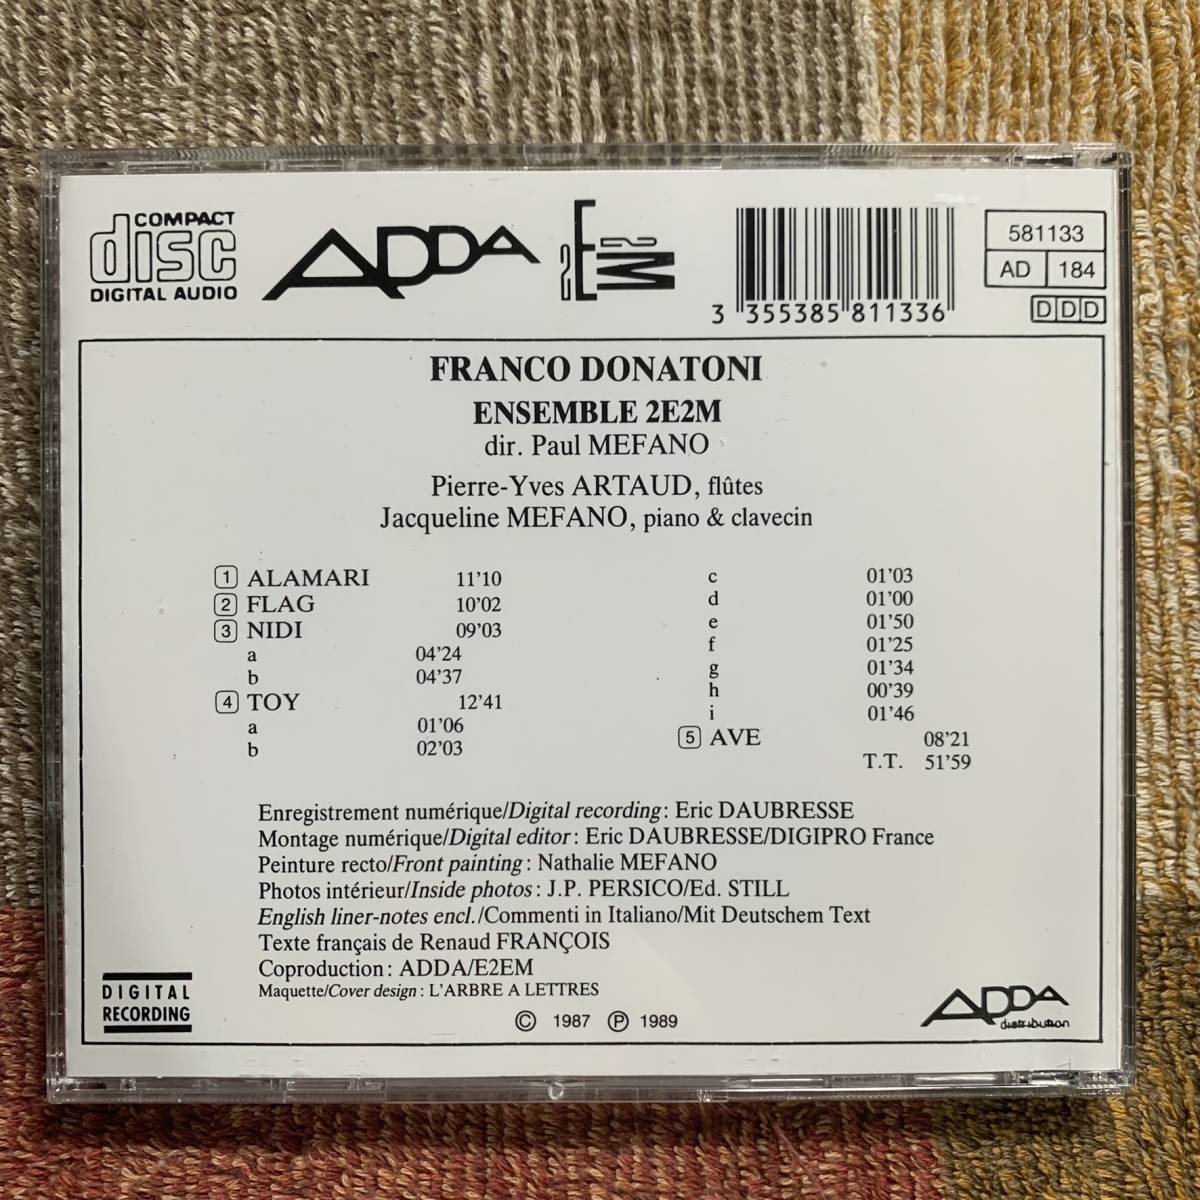 COMPACT
disc
DIGITAL AUDIO
ADDA
2E2M
3 355385 811336
581133
AD 184
DDD
FRANCO DONATONI
ENSEMBLE 2E2M
dir. Paul MEFANO
Pierre-Yves ARTAUD, flûtes
Jacqueline MEFANO, piano & clavecin
1 ALAMARI 11'10
2 FLAG 10'02
3 NIDI 09'03
a 04'24
b 04'37
4 TOY 12'41
a 01'06
b 02'03
c 01'03
d 01'00
e 01'50
f 01'25
g 01'34
h 00'39
i 01'46
5 AVE 08'21
T.T. 51'59
Enregistrement numérique/Digital recording : Eric DAUBRESSE
Montage numérique/Digital editor : Eric DAUBRESSE/DIGIPRO France
Peinture recto/Front painting : Nathalie MEFANO
Photos intérieur/Inside photos : J.P. PERSICO/Ed. STILL
English liner-notes encl./Commenti in Italiano/Mit Deutschem Text
Texte français de Renaud FRANÇOIS
Coproduction : ADDA/E2EM
Maquette/Cover design : L'ARBRE A LETTRES
© 1987 ℗ 1989
DIGITAL
RECORDING
ADDA
distribution